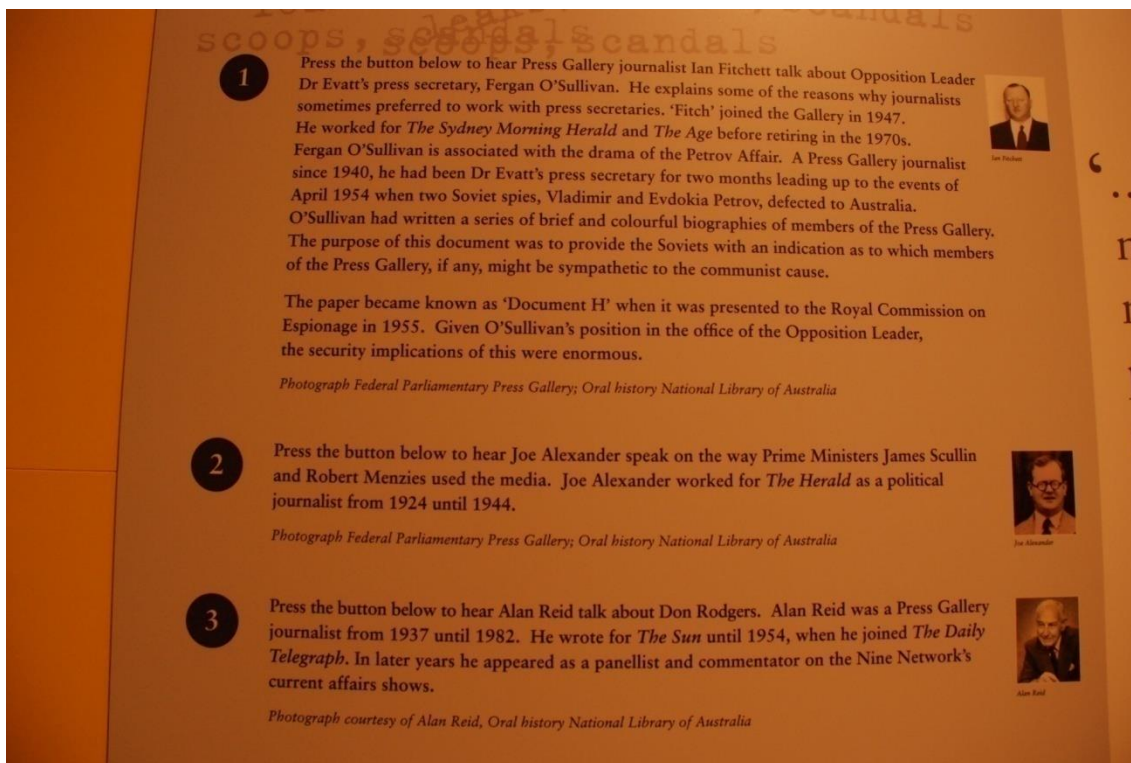 leaks, scandals
scoops, scoops, scandals
scandals
1
Press the button below to hear Press Gallery journalist Ian Fitchett talk about Opposition Leader
Dr Evatt's press secretary, Fergan O'Sullivan. He explains some of the reasons why journalists
sometimes preferred to work with press secretaries. 'Fitch' joined the Gallery in 1947.
He worked for The Sydney Morning Herald and The Age before retiring in the 1970s.
Fergan O'Sullivan is associated with the drama of the Petrov Affair. A Press Gallery journalist
since 1940, he had been Dr Evatt's press secretary for two months leading up to the events of
April 1954 when two Soviet spies, Vladimir and Evdokia Petrov, defected to Australia.
O'Sullivan had written a series of brief and colourful biographies of members of the Press Gallery.
The purpose of this document was to provide the Soviets with an indication as to which members
of the Press Gallery, if any, might be sympathetic to the communist cause.
The paper became known as 'Document H' when it was presented to the Royal Commission on
Espionage in 1955. Given O'Sullivan's position in the office of the Opposition Leader,
the security implications of this were enormous.
Photograph Federal Parliamentary Press Gallery; Oral history National Library of Australia
Ian Fitchett
2
Press the button below to hear Joe Alexander speak on the way Prime Ministers James Scullin
and Robert Menzies used the media. Joe Alexander worked for The Herald as a political
journalist from 1924 until 1944.
Photograph Federal Parliamentary Press Gallery; Oral history National Library of Australia
Joe Alexander
3
Press the button below to hear Alan Reid talk about Don Rodgers. Alan Reid was a Press Gallery
journalist from 1937 until 1982. He wrote for The Sun until 1954, when he joined The Daily
Telegraph. In later years he appeared as a panellist and commentator on the Nine Network's
current affairs shows.
Photograph courtesy of Alan Reid, Oral history National Library of Australia
Alan Reid